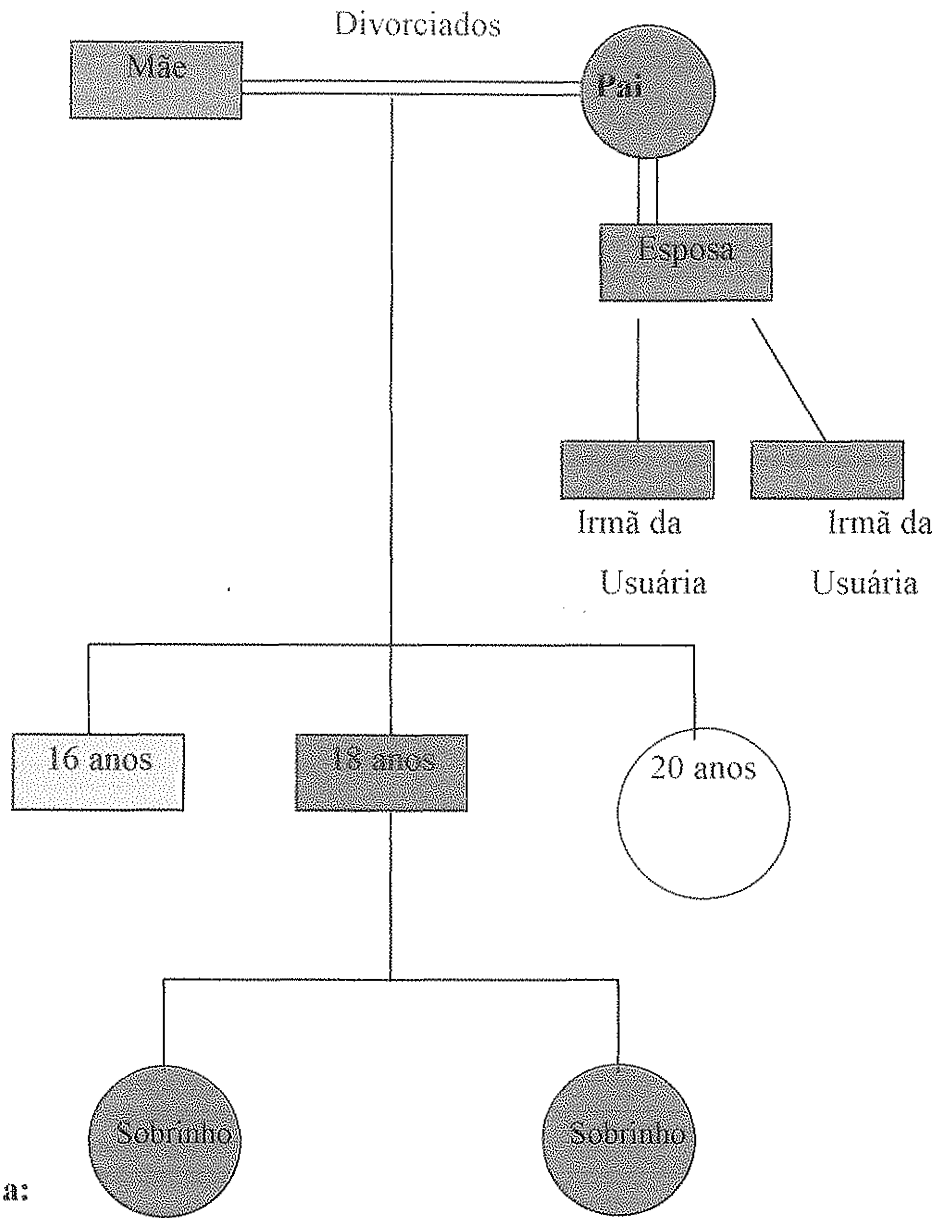 Divorciados
Mãe
Pai
Esposa
Irmã da
Irmã da
Usuária
Usuária
16 anos
18 anos
20 anos
Sobrinho
Sobrinho
a: